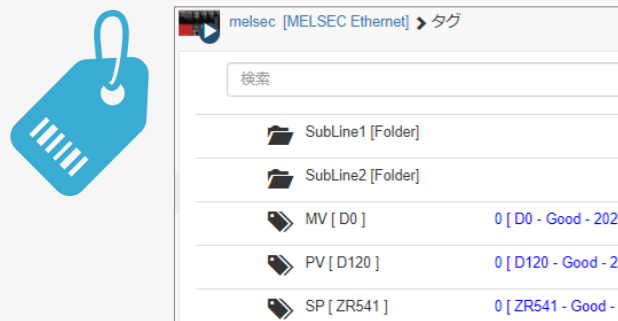 melsec [MELSEC Ethernet] > タグ
検索
SubLine1 [Folder]
SubLine2 [Folder]
MV [ D0 ] 0 [ D0 - Good - 202
PV [ D120 ] 0 [ D120 - Good - 2
SP [ ZR541 ] 0 [ ZR541 - Good -